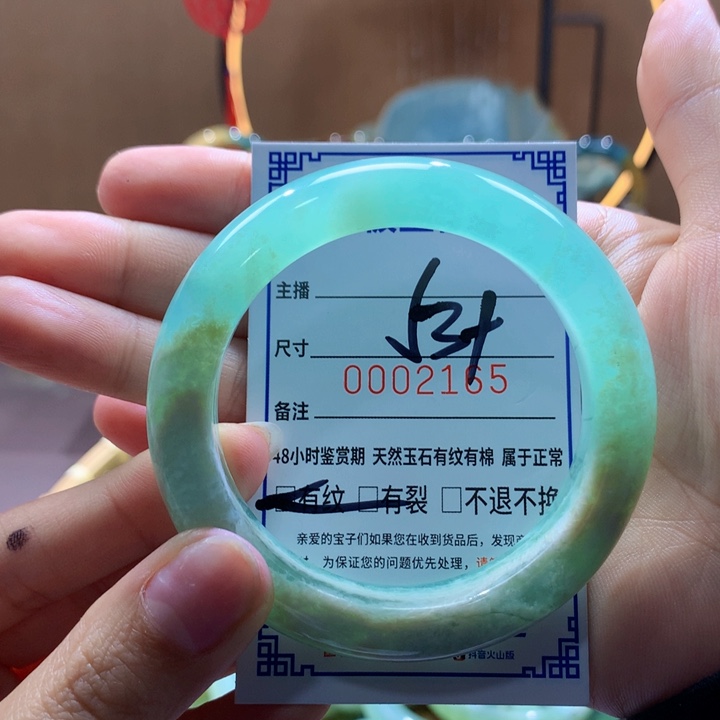 主播
尺寸 53+
0002165
备注
48小时鉴赏期 天然玉石有纹有棉 属于正常
□有纹 □有裂 □不退不换
亲爱的宝子们如果您在收到货品后，发现
为保证您的问题优先处理，请
抖音火山版